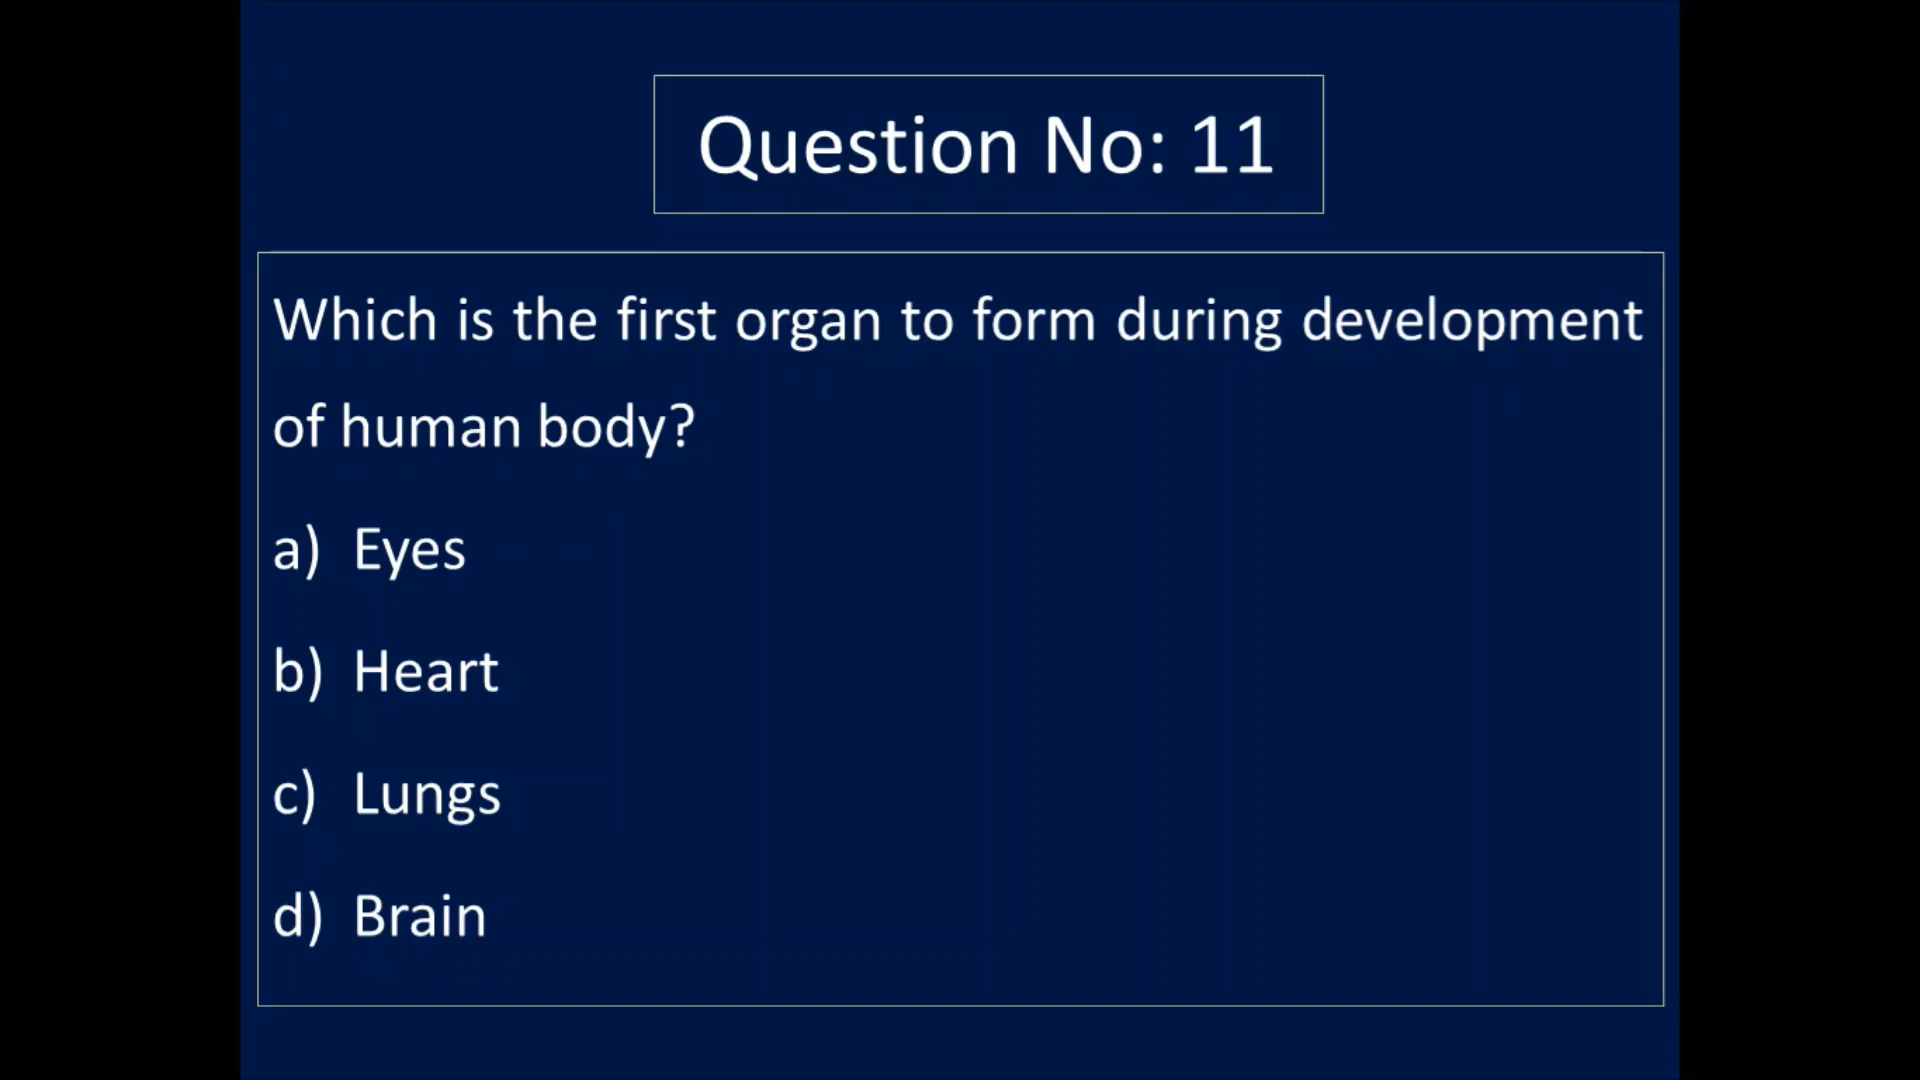 Question No: 11
Which is the first organ to form during development
of human body?
a) Eyes
b) Heart
c) Lungs
d) Brain